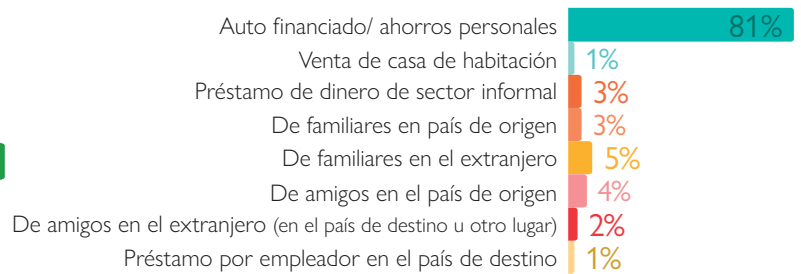 Auto financiado/ ahorros personales 81%
Venta de casa de habitación 1%
Préstamo de dinero de sector informal 3%
De familiares en país de origen 3%
De familiares en el extranjero 5%
De amigos en el país de origen 4%
De amigos en el extranjero (en el país de destino u otro lugar) 2%
Préstamo por empleador en el país de destino 1%